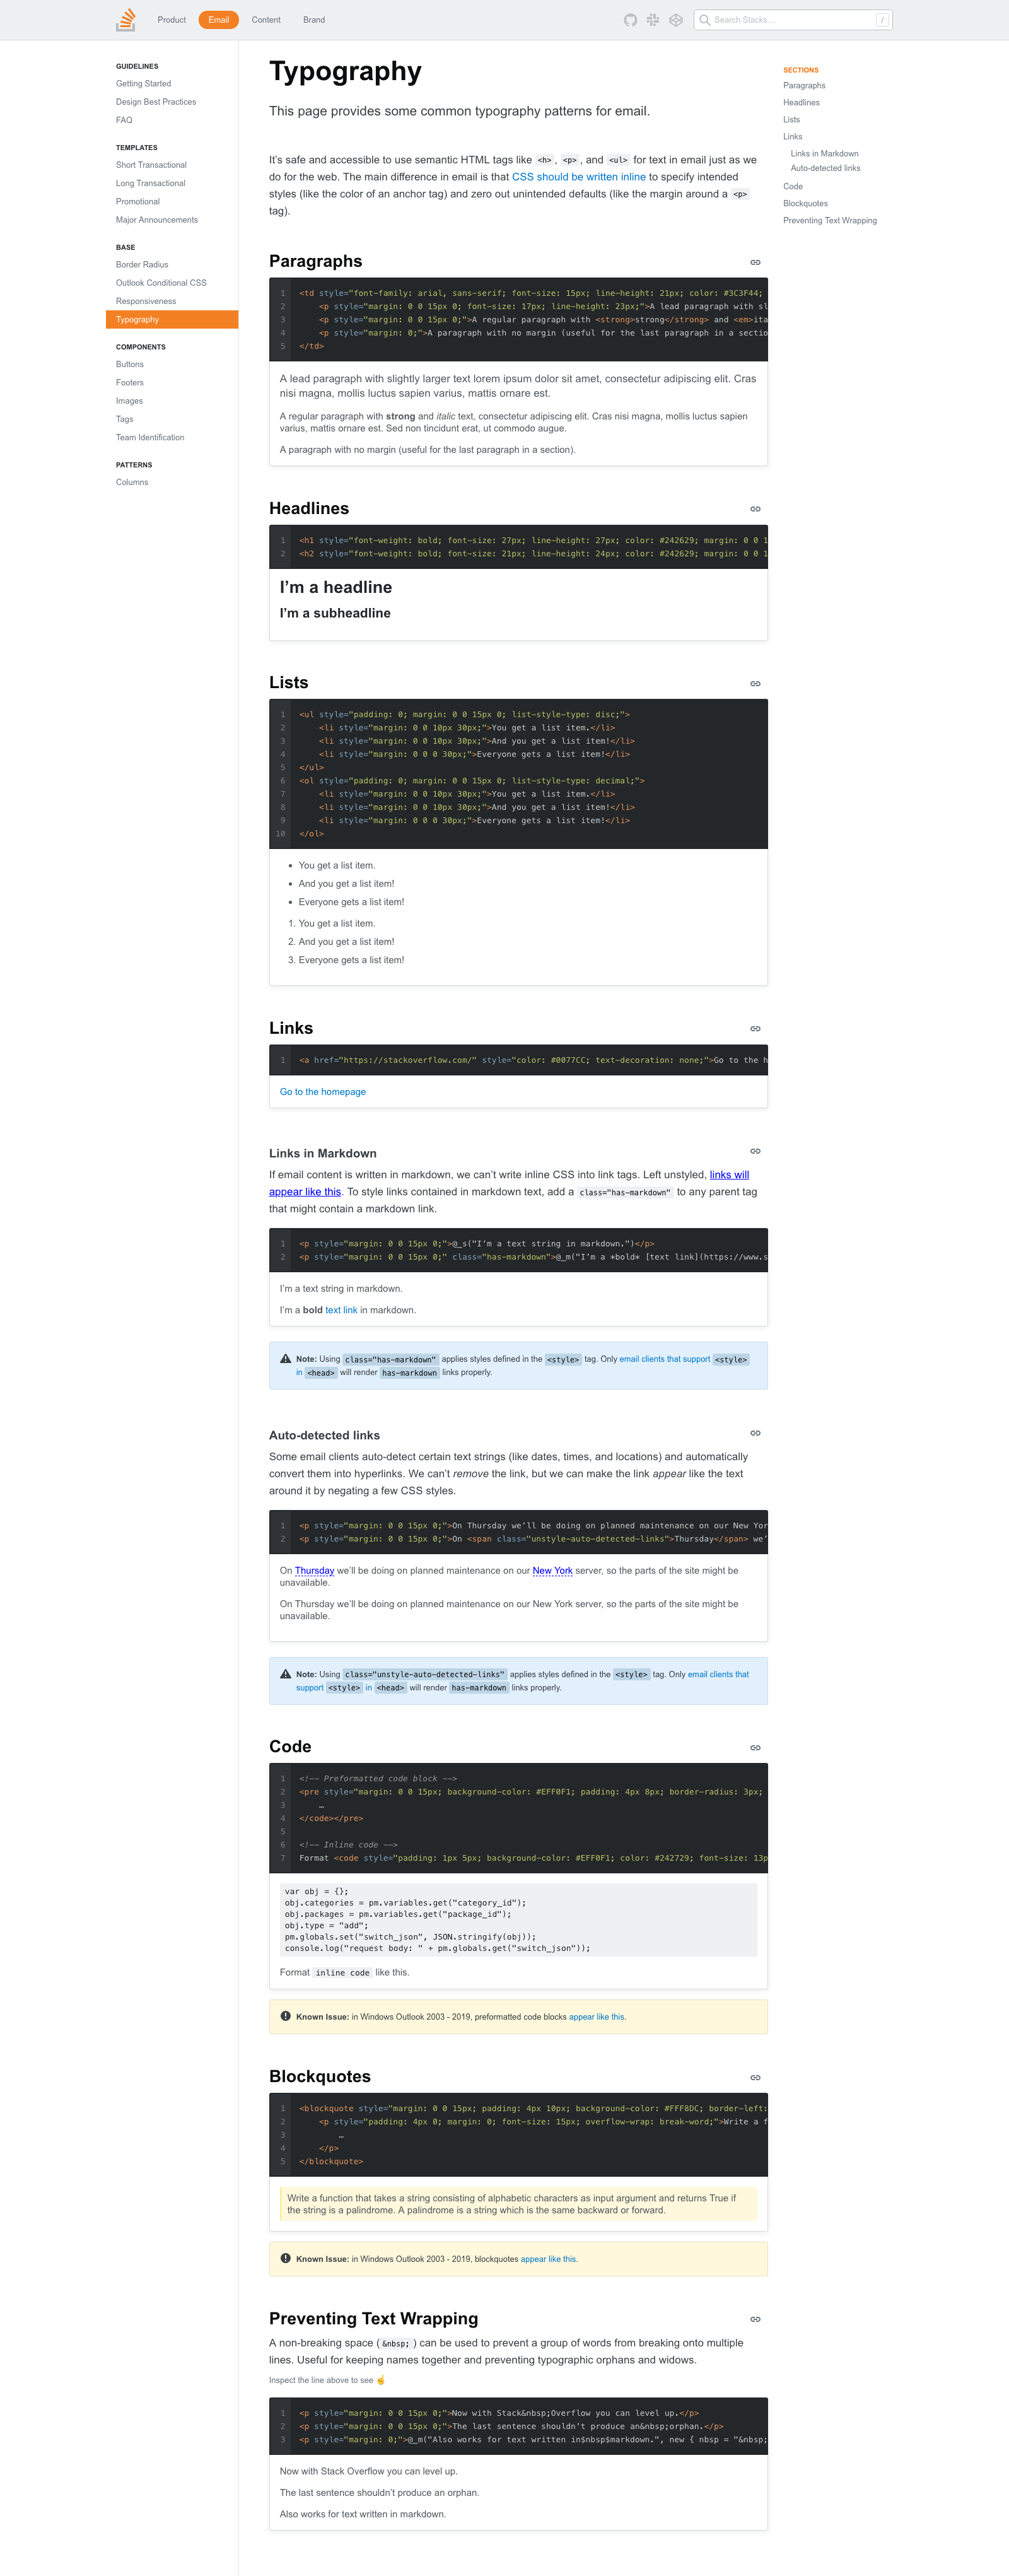 Product
Email
Content
Brand
Search Stacks…
/
GUIDELINES
Getting Started
Design Best Practices
FAQ
TEMPLATES
Short Transactional
Long Transactional
Promotional
Major Announcements
BASE
Border Radius
Outlook Conditional CSS
Responsiveness
Typography
COMPONENTS
Buttons
Footers
Images
Tags
Team Identification
PATTERNS
Columns
Typography
This page provides some common typography patterns for email.
It’s safe and accessible to use semantic HTML tags like <h>, <p>, and <ul> for text in email just as we
do for the web. The main difference in email is that CSS should be written inline to specify intended
styles (like the color of an anchor tag) and zero out unintended defaults (like the margin around a <p>
tag).
SECTIONS
Paragraphs
Headlines
Lists
Links
Links in Markdown
Auto-detected links
Code
Blockquotes
Preventing Text Wrapping
Paragraphs
1 <td style="font-family: arial, sans-serif; font-size: 15px; line-height: 21px; color: #3C3F44;
2     <p style="margin: 0 0 15px 0; font-size: 17px; line-height: 23px;">A lead paragraph with sl
3     <p style="margin: 0 0 15px 0;">A regular paragraph with <strong>strong</strong> and <em>ita
4     <p style="margin: 0;">A paragraph with no margin (useful for the last paragraph in a sectio
5 </td>
A lead paragraph with slightly larger text lorem ipsum dolor sit amet, consectetur adipiscing elit. Cras
nisi magna, mollis luctus sapien varius, mattis ornare est.
A regular paragraph with strong and italic text, consectetur adipiscing elit. Cras nisi magna, mollis luctus sapien
varius, mattis ornare est. Sed non tincidunt erat, ut commodo augue.
A paragraph with no margin (useful for the last paragraph in a section).
Headlines
1 <h1 style="font-weight: bold; font-size: 27px; line-height: 27px; color: #242629; margin: 0 0 1
2 <h2 style="font-weight: bold; font-size: 21px; line-height: 24px; color: #242629; margin: 0 0 1
I’m a headline
I’m a subheadline
Lists
1 <ul style="padding: 0; margin: 0 0 15px 0; list-style-type: disc;">
2     <li style="margin: 0 0 10px 30px;">You get a list item.</li>
3     <li style="margin: 0 0 10px 30px;">And you get a list item!</li>
4     <li style="margin: 0 0 0 30px;">Everyone gets a list item!</li>
5 </ul>
6 <ol style="padding: 0; margin: 0 0 15px 0; list-style-type: decimal;">
7     <li style="margin: 0 0 10px 30px;">You get a list item.</li>
8     <li style="margin: 0 0 10px 30px;">And you get a list item!</li>
9     <li style="margin: 0 0 0 30px;">Everyone gets a list item!</li>
10 </ol>
• You get a list item.
• And you get a list item!
• Everyone gets a list item!
1. You get a list item.
2. And you get a list item!
3. Everyone gets a list item!
Links
1 <a href="https://stackoverflow.com/" style="color: #0077CC; text-decoration: none;">Go to the h
Go to the homepage
Links in Markdown
If email content is written in markdown, we can’t write inline CSS into link tags. Left unstyled, links will
appear like this. To style links contained in markdown text, add a class="has-markdown" to any parent tag
that might contain a markdown link.
1 <p style="margin: 0 0 15px 0;">@_s("I’m a text string in markdown.")</p>
2 <p style="margin: 0 0 15px 0;" class="has-markdown">@_m("I’m a *bold* [text link](https://www.s
I’m a text string in markdown.
I’m a bold text link in markdown.
Note: Using class="has-markdown" applies styles defined in the <style> tag. Only email clients that support <style>
in <head> will render has-markdown links properly.
Auto-detected links
Some email clients auto-detect certain text strings (like dates, times, and locations) and automatically
convert them into hyperlinks. We can’t remove the link, but we can make the link appear like the text
around it by negating a few CSS styles.
1 <p style="margin: 0 0 15px 0;">On Thursday we’ll be doing on planned maintenance on our New Yor
2 <p style="margin: 0 0 15px 0;">On <span class="unstyle-auto-detected-links">Thursday</span> we’
On Thursday we’ll be doing on planned maintenance on our New York server, so the parts of the site might be
unavailable.
On Thursday we’ll be doing on planned maintenance on our New York server, so the parts of the site might be
unavailable.
Note: Using class="unstyle-auto-detected-links" applies styles defined in the <style> tag. Only email clients that
support <style> in <head> will render has-markdown links properly.
Code
1 <!-- Preformatted code block -->
2 <pre style="margin: 0 0 15px; background-color: #EFF0F1; padding: 4px 8px; border-radius: 3px;
3     …
4 </code></pre>
5
6 <!-- Inline code -->
7 Format <code style="padding: 1px 5px; background-color: #EFF0F1; color: #242729; font-size: 13p
var obj = {};
obj.categories = pm.variables.get("category_id");
obj.packages = pm.variables.get("package_id");
obj.type = "add";
pm.globals.set("switch_json", JSON.stringify(obj));
console.log("request body: " + pm.globals.get("switch_json"));
Format inline code like this.
Known Issue: in Windows Outlook 2003 - 2019, preformatted code blocks appear like this.
Blockquotes
1 <blockquote style="margin: 0 0 15px; padding: 4px 10px; background-color: #FFF8DC; border-left:
2     <p style="padding: 4px 0; margin: 0; font-size: 15px; overflow-wrap: break-word;">Write a f
3         …
4     </p>
5 </blockquote>
Write a function that takes a string consisting of alphabetic characters as input argument and returns True if
the string is a palindrome. A palindrome is a string which is the same backward or forward.
Known Issue: in Windows Outlook 2003 - 2019, blockquotes appear like this.
Preventing Text Wrapping
A non-breaking space (&nbsp;) can be used to prevent a group of words from breaking onto multiple
lines. Useful for keeping names together and preventing typographic orphans and widows.
Inspect the line above to see ☝️
1 <p style="margin: 0 0 15px 0;">Now with Stack&nbsp;Overflow you can level up.</p>
2 <p style="margin: 0 0 15px 0;">The last sentence shouldn’t produce an&nbsp;orphan.</p>
3 <p style="margin: 0;">@_m("Also works for text written in$nbsp$markdown.", new { nbsp = "&nbsp;
Now with Stack Overflow you can level up.
The last sentence shouldn’t produce an orphan.
Also works for text written in markdown.